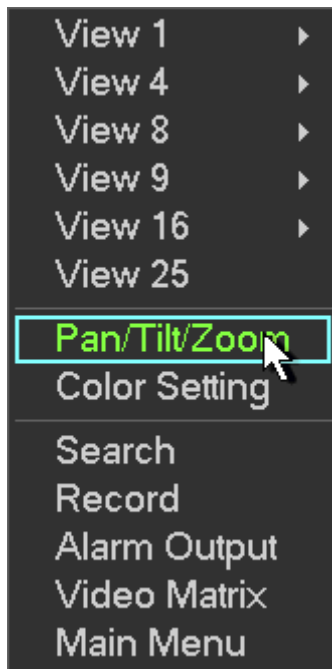 View 1
View 4
View 8
View 9
View 16
View 25
Pan/Tilt/Zoom
Color Setting
Search
Record
Alarm Output
Video Matrix
Main Menu